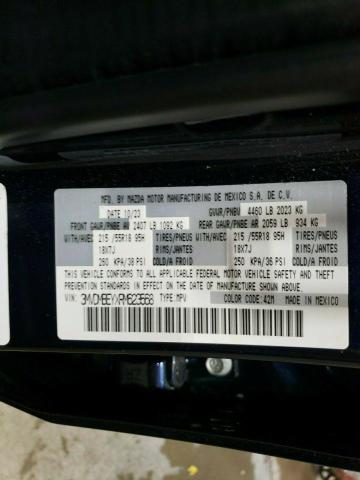 MFD. BY MAZDA MOTOR MANUFACTURING DE MEXICO S.A. DE C.V.
DATE 10/23 GVWR/PNBV 4460 LB 2023 KG
FRONT GAWR/PNBE AV 2407 LB 1092 KG REAR GAWR/PNBE AR 2059 LB 934 KG
WITH/AVEC 215 /55R18 95H TIRES/PNEUS WITH/AVEC 215 /55R18 95H TIRES/PNEUS
18X7J RIMS/JANTES 18X7J RIMS/JANTES
250 KPA/36 PSI COLD/A FROID 250 KPA/36 PSI COLD/A FROID
THIS VEHICLE CONFORMS TO ALL APPLICABLE FEDERAL MOTOR VEHICLE SAFETY AND THEFT
PREVENTION STANDARDS IN EFFECT ON THE DATE OF MANUFACTURE SHOWN ABOVE.
VIN: 3MVDMBEYXRM623568 TYPE: MPV COLOR CODE: 42M